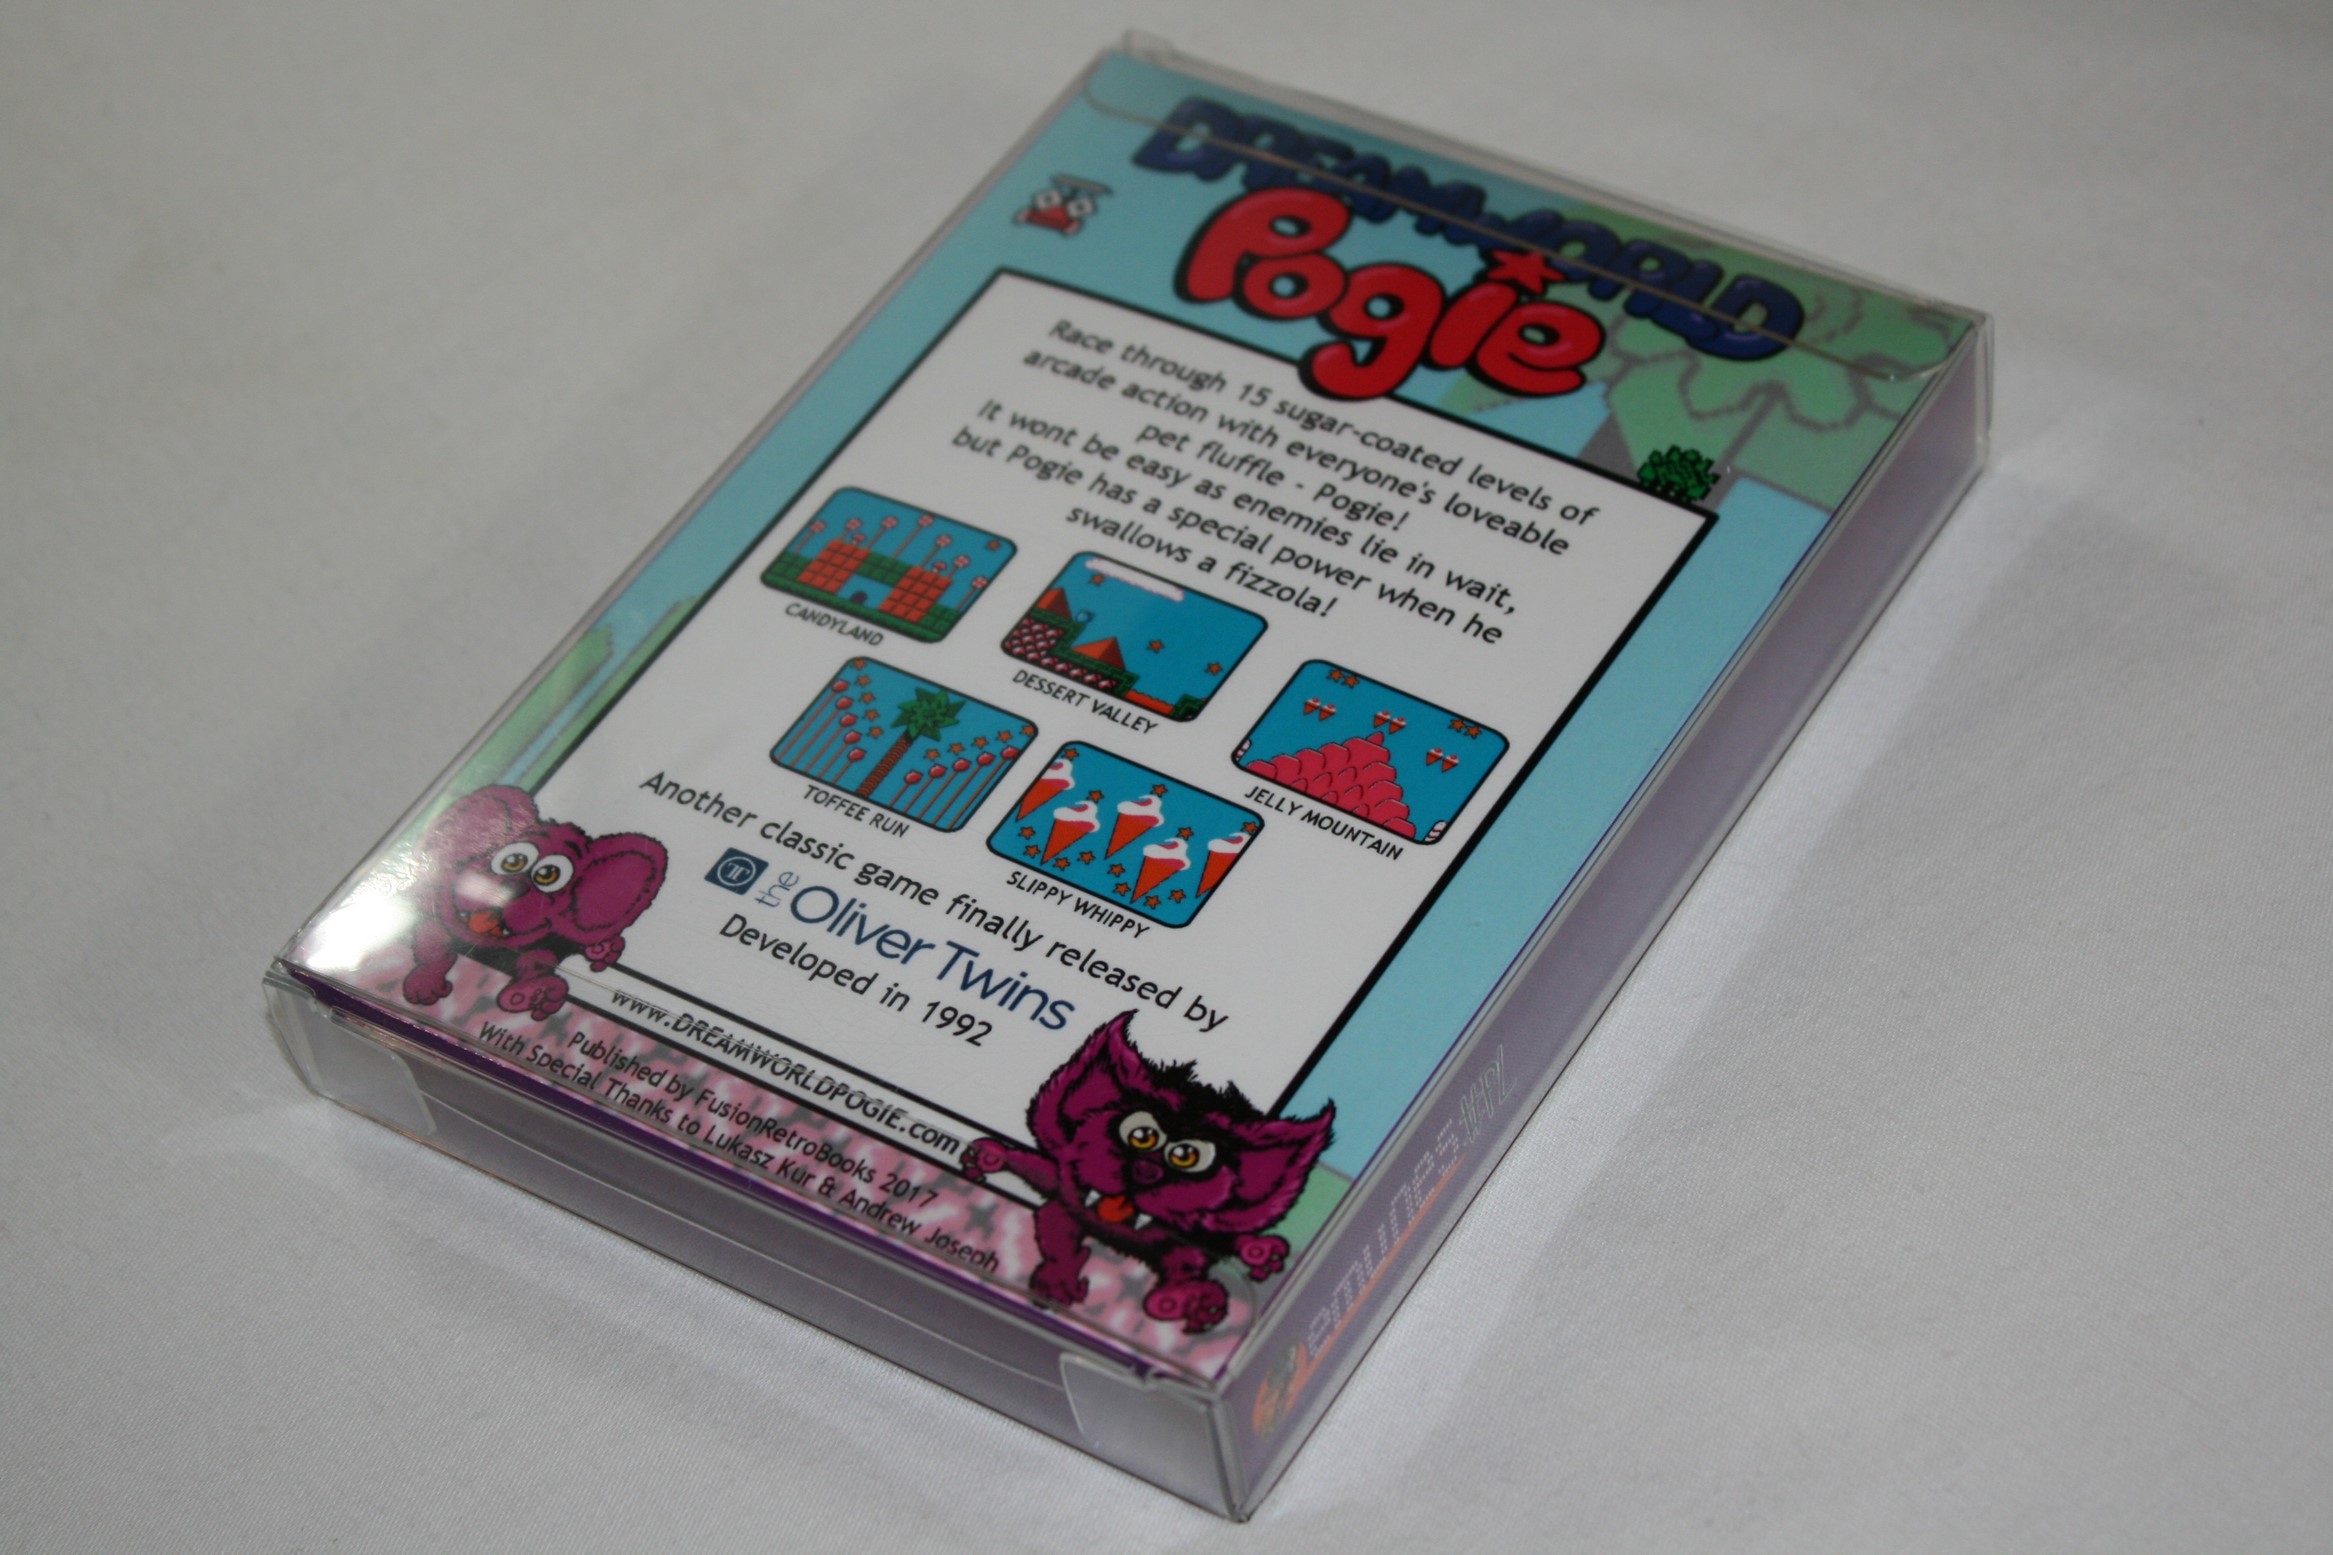 DREAMWORLD
Pogie
Race through 15 sugar-coated levels of
arcade action with everyone's loveable
pet fluffle - Pogie!
It wont be easy as enemies lie in wait,
but Pogie has a special power when he
swallows a fizzola!
CANDYLAND
DESSERT VALLEY
JELLY MOUNTAIN
TOFFEE RUN
SLIPPY WHIPPY
Another classic game finally released by
the Oliver Twins
Developed in 1992
www.DREAMWORLDPOGIE.com
Published by FusionRetroBooks 2017
With Special Thanks to Lukasz Kur & Andrew Joseph